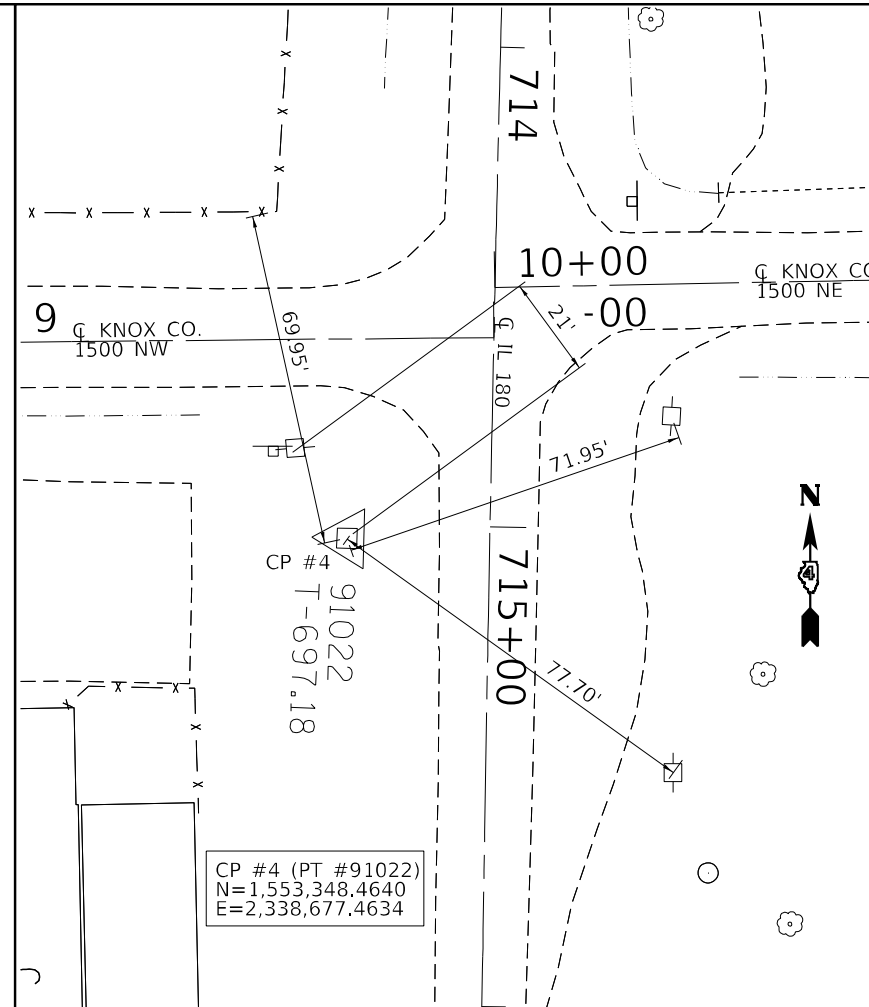 714
10+00
℄ KNOX CO
1500 NE
-00
9
℄ KNOX CO.
1500 NW
69.95'
21'
℄ IL 180
71.95'
N
4
CP #4
91022
T-697.18
715+00
77.70'
CP #4 (PT #91022)
N=1,553,348.4640
E=2,338,677.4634